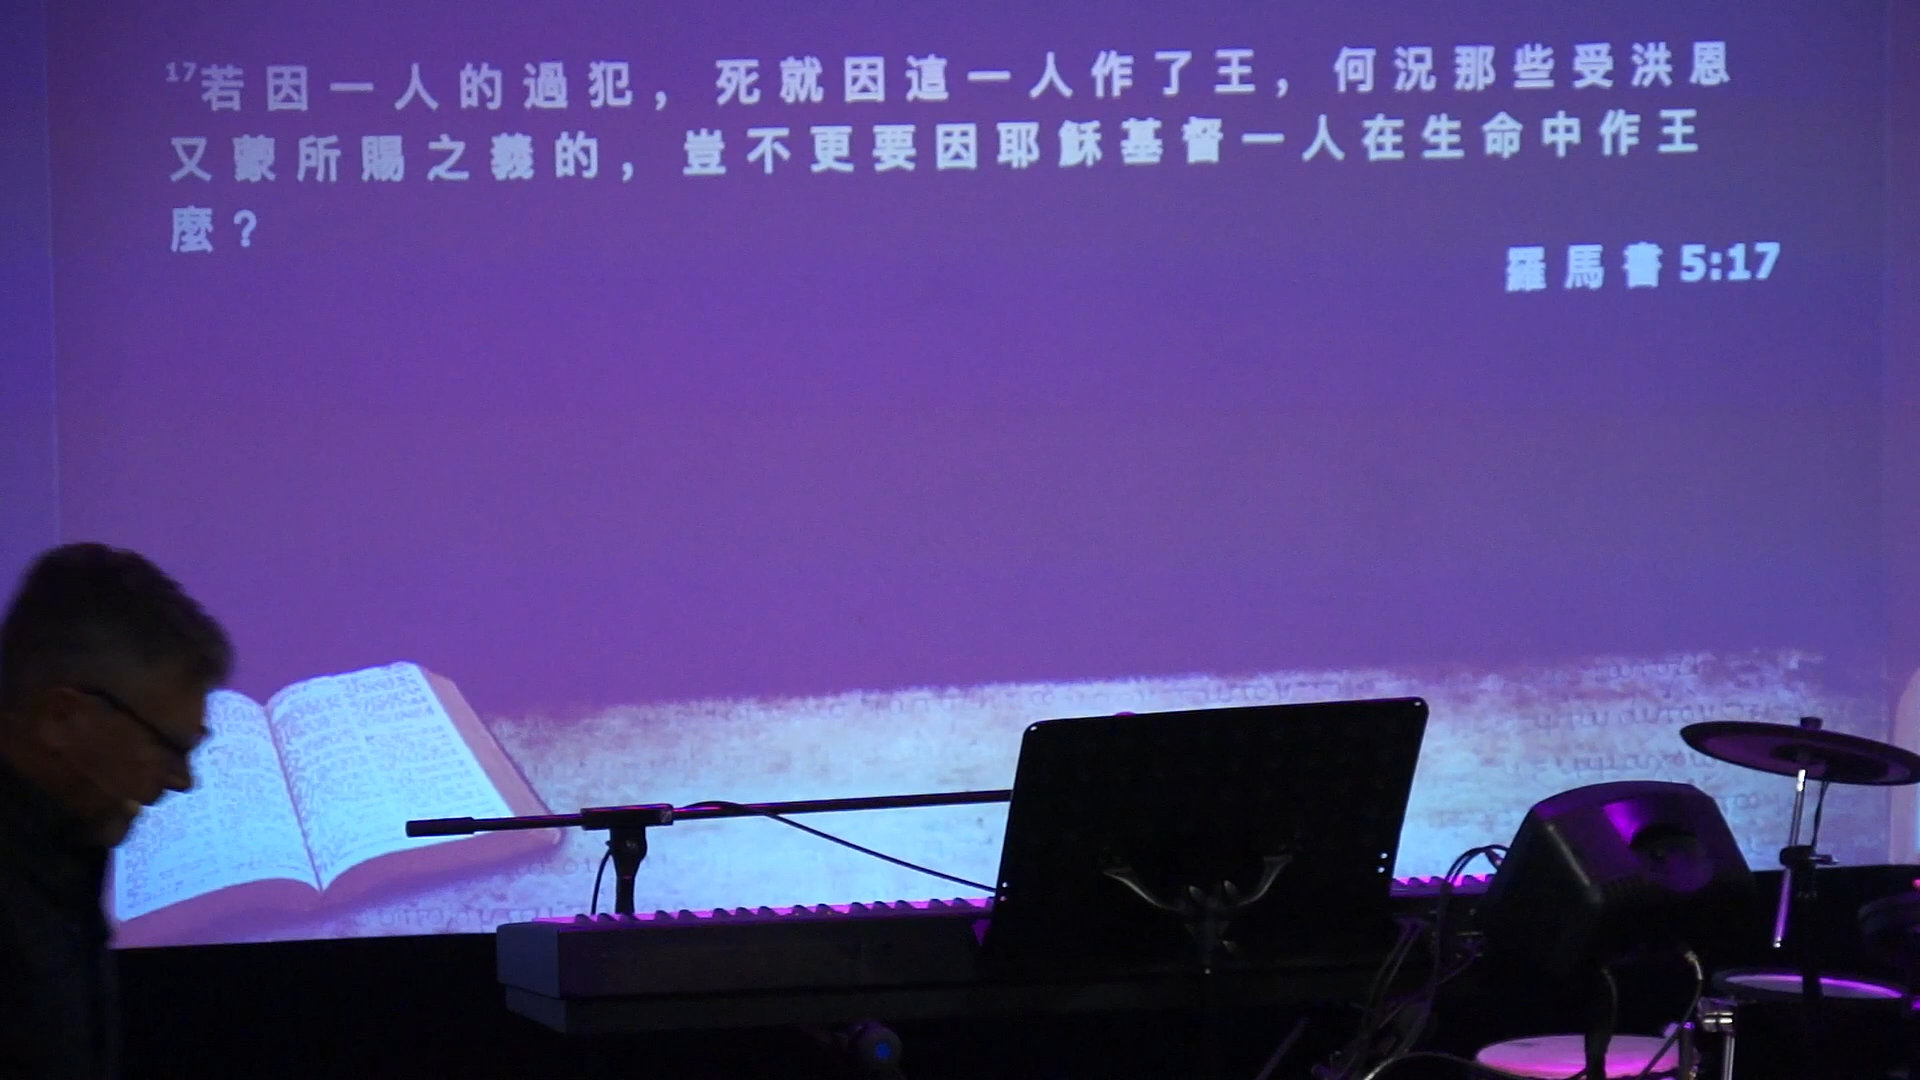 17若因一人的過犯，死就因這一人作了王，何況那些受洪恩
又蒙所賜之義的，豈不更要因耶穌基督一人在生命中作王
麼？
羅馬書 5:17